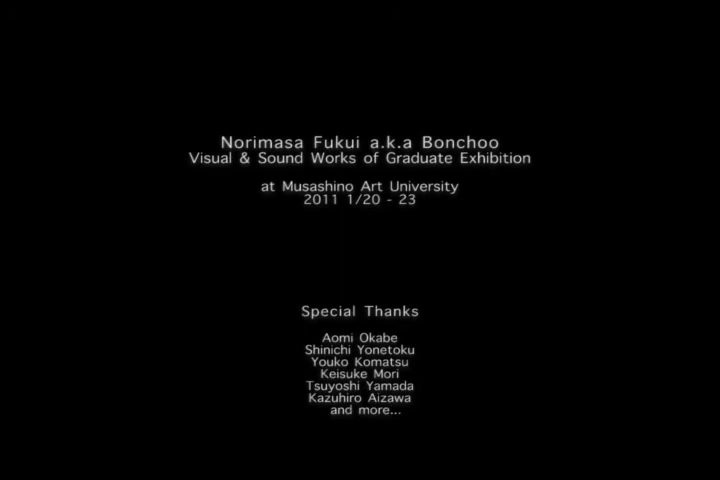 Norimasa Fukui a.k.a Bonchoo
Visual & Sound Works of Graduate Exhibition
at Musashino Art University
2011 1/20 - 23
Special Thanks
Aomi Okabe
Shinichi Yonetoku
Youko Komatsu
Keisuke Mori
Tsuyoshi Yamada
Kazuhiro Aizawa
and more...